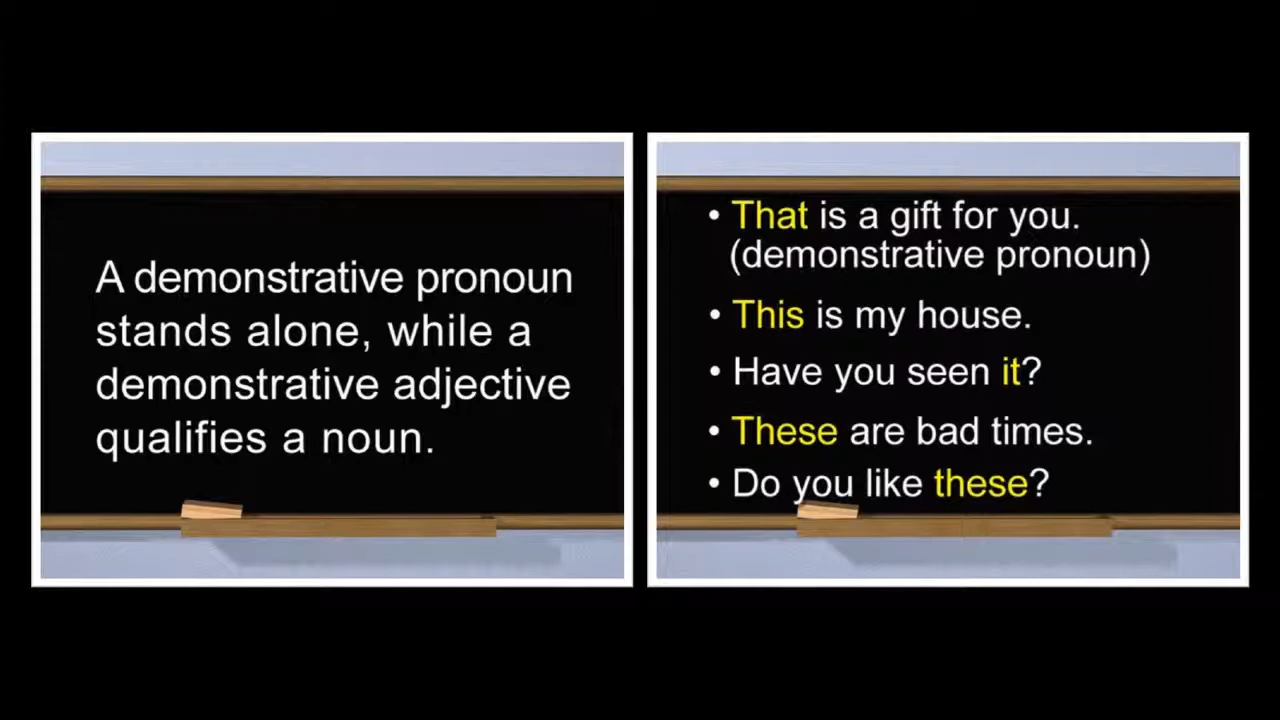 A demonstrative pronoun
stands alone, while a
demonstrative adjective
qualifies a noun.
• That is a gift for you.
(demonstrative pronoun)
• This is my house.
• Have you seen it?
• These are bad times.
• Do you like these?